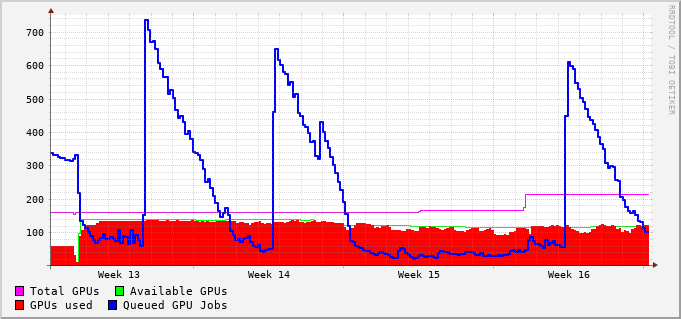 700
600
500
400
300
200
100
Week 13 Week 14 Week 15 Week 16
Total GPUs Available GPUs
GPUs used Queued GPU Jobs
RRDTOOL / TOBI OETIKER